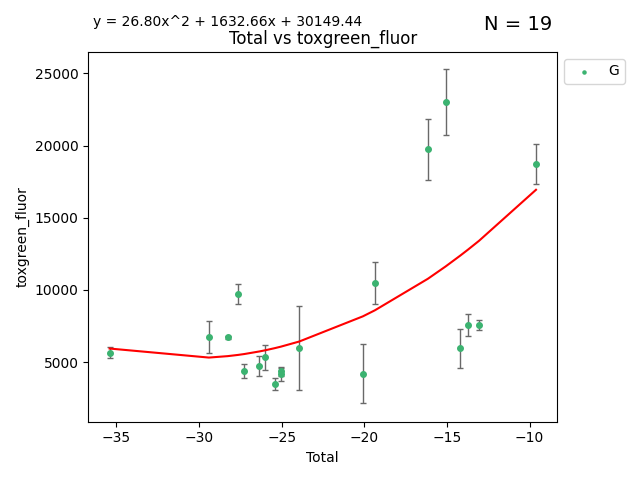 y = 26.80x^2 + 1632.66x + 30149.44
N = 19
Total vs toxgreen_fluor
G
25000
20000
15000
10000
5000
toxgreen_fluor
−35
−30
−25
−20
−15
−10
Total